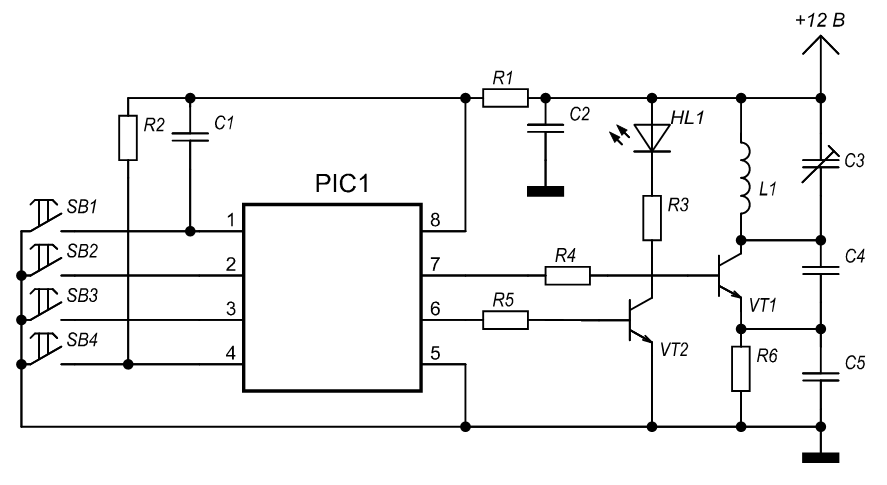 +12 В
R1
R2
C1
C2
HL1
C3
L1
PIC1
R3
SB1
1
8
SB2
2
7
R4
C4
SB3
3
6
R5
VT1
SB4
4
5
VT2
R6
C5